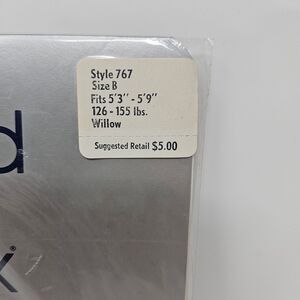 Style 767
Size B
Fits 5'3'' - 5'9''
126 - 155 lbs.
Willow
Suggested Retail $5.00
d
x®